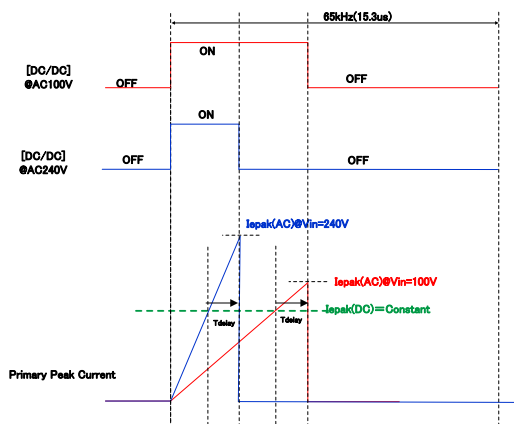 65kHz(15.3us)
[DC/DC]
@AC100V
OFF
ON
OFF
ON
[DC/DC]
@AC240V
OFF
OFF
Iepak(AC)@Vin=240V
Iepak(AC)@Vin=100V
Iepak(DC)=Constant
Tdelay
Tdelay
Primary Peak Current